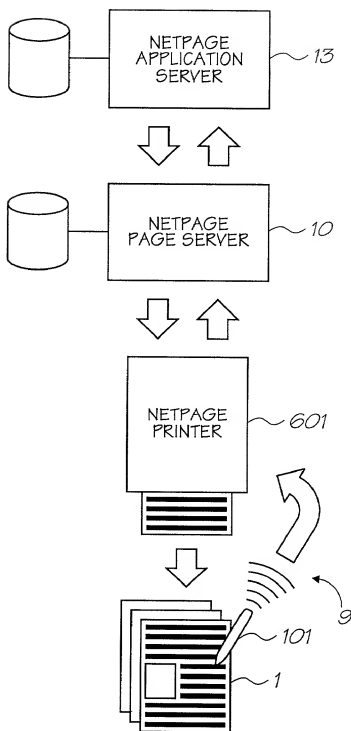 NETPAGE
APPLICATION
SERVER
13
NETPAGE
PAGE SERVER
10
NETPAGE
PRINTER
601
9
101
1